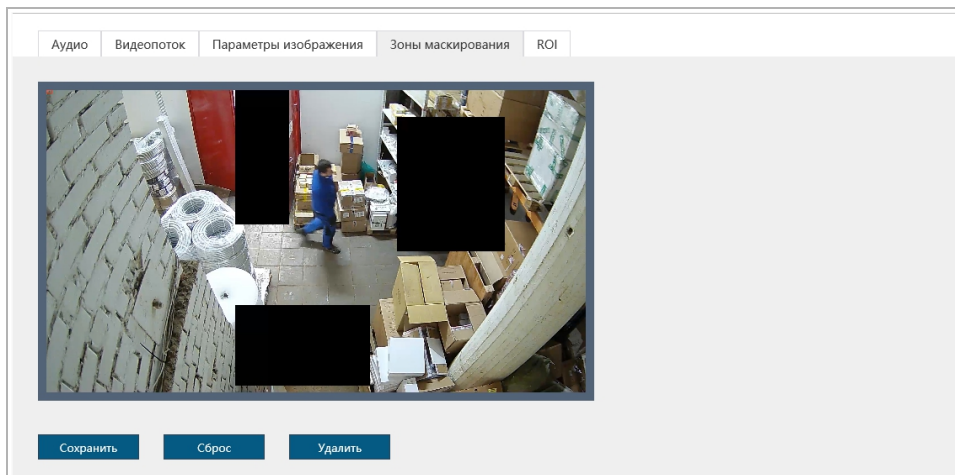 Аудио Видеопоток Параметры изображения Зоны маскирования ROI
Сохранить Сброс Удалить